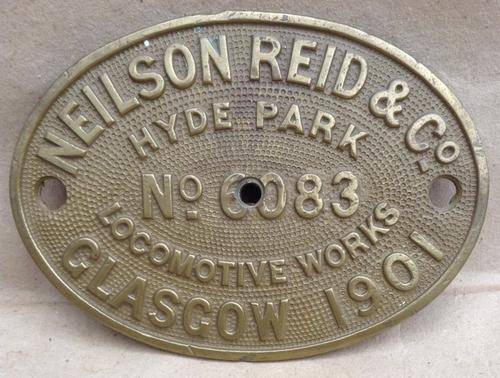 NEILSON REID & Co
HYDE PARK
No 6083
LOCOMOTIVE WORKS
GLASGOW 1901